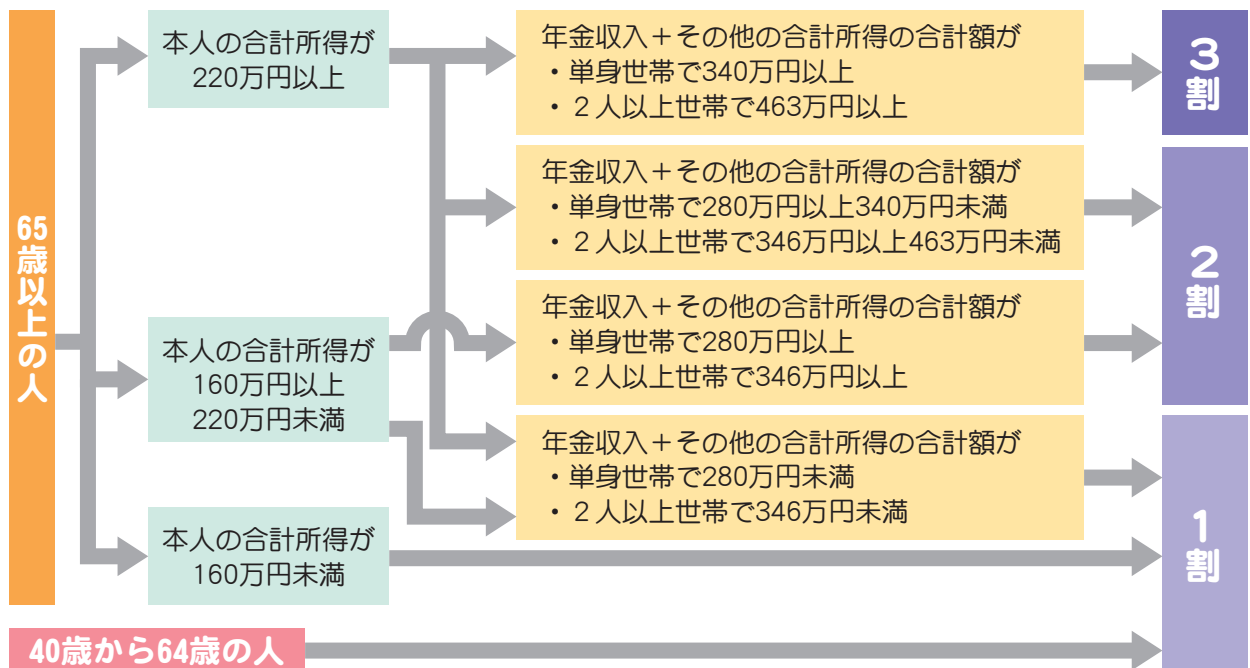 65歳以上の人
本人の合計所得が
220万円以上
年金収入＋その他の合計所得の合計額が
・単身世帯で340万円以上
・２人以上世帯で463万円以上
３割
年金収入＋その他の合計所得の合計額が
・単身世帯で280万円以上340万円未満
・２人以上世帯で346万円以上463万円未満
２割
本人の合計所得が
160万円以上
220万円未満
年金収入＋その他の合計所得の合計額が
・単身世帯で280万円以上
・２人以上世帯で346万円以上
年金収入＋その他の合計所得の合計額が
・単身世帯で280万円未満
・２人以上世帯で346万円未満
１割
本人の合計所得が
160万円未満
40歳から64歳の人